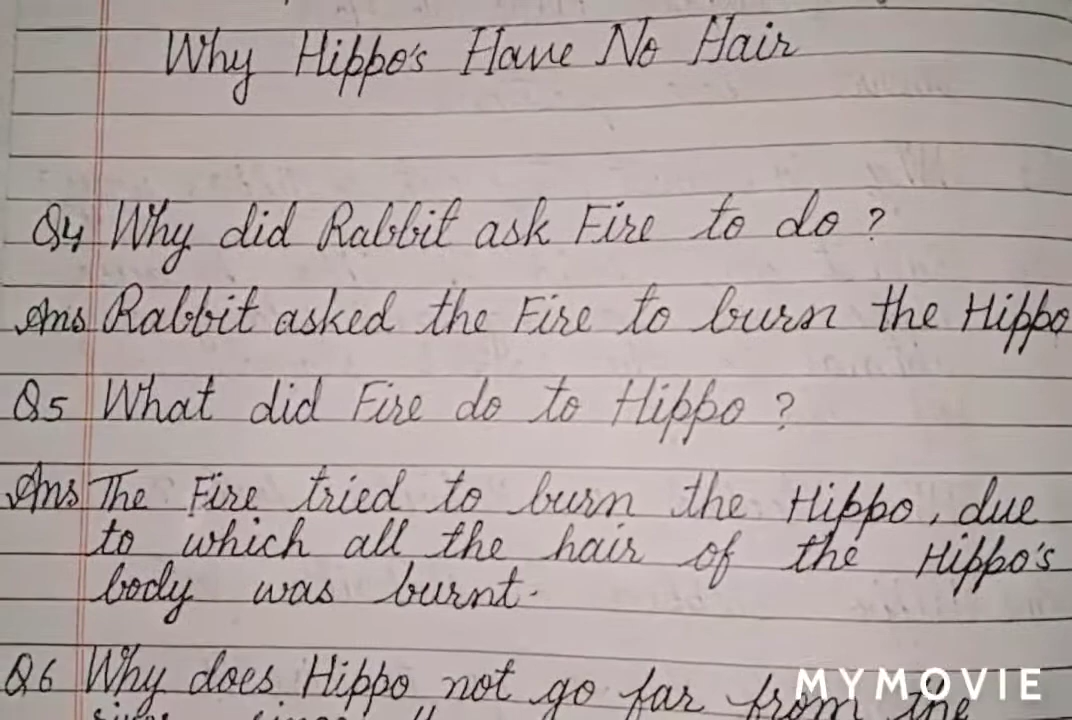 Why Hippo's Have No Hair
Q4 Why did Rabbit ask Fire to do ?
Ans Rabbit asked the Fire to burn the Hippo
Q5 What did Fire do to Hippo ?
Ans The Fire tried to burn the Hippo, due
to which all the hair of the Hippo's
body was burnt.
Q6 Why does Hippo not go far from the
MYMOVIE